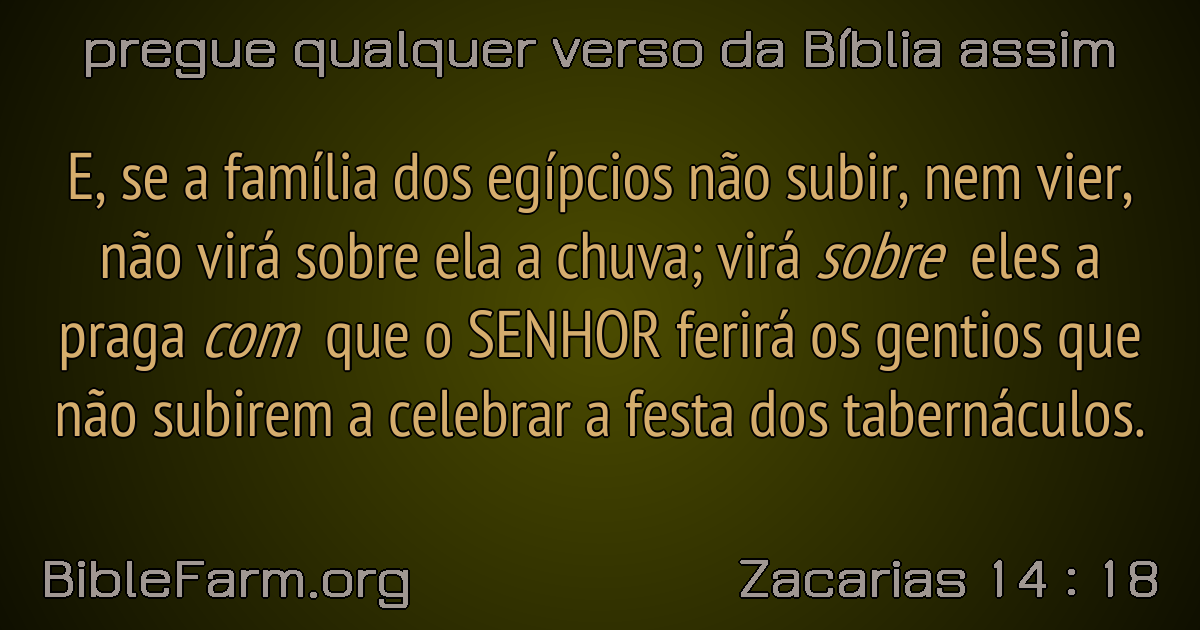 pregue qualquer verso da Bíblia assim
E, se a família dos egípcios não subir, nem vier,
não virá sobre ela a chuva; virá sobre eles a
praga com que o SENHOR ferirá os gentios que
não subirem a celebrar a festa dos tabernáculos.
BibleFarm.org
Zacarias 14 : 18